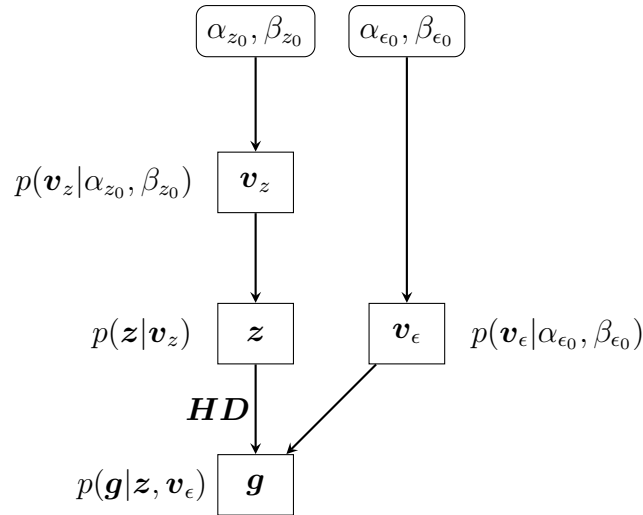 α_{z_0}, β_{z_0} α_{ϵ_0}, β_{ϵ_0}
p(𝒗_z|α_{z_0}, β_{z_0}) 𝒗_z
p(𝒛|𝒗_z) 𝒛 𝒗_ϵ p(𝒗_ϵ|α_{ϵ_0}, β_{ϵ_0})
𝑯𝑫
p(𝒈|𝒛, 𝒗_ϵ) 𝒈